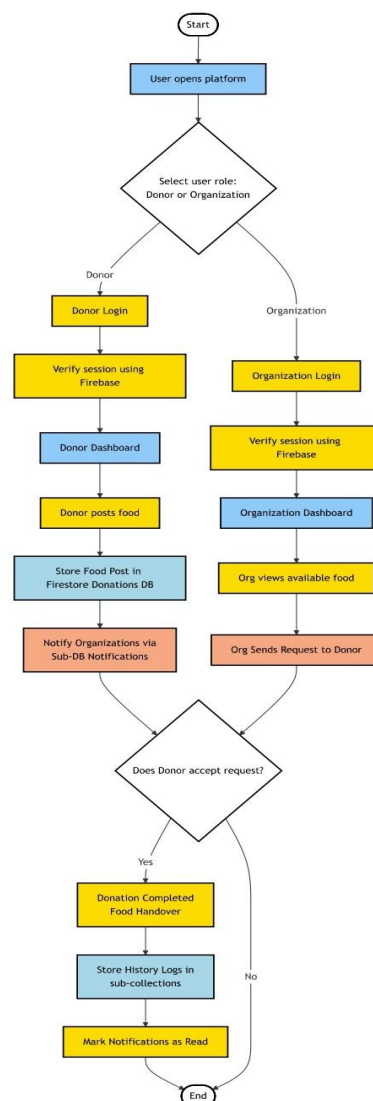 Start
User opens platform
Select user role:
Donor or Organization
Donor
Organization
Donor Login
Verify session using
Firebase
Donor Dashboard
Donor posts food
Store Food Post in
Firestore Donations DB
Notify Organizations via
Sub-DB Notifications
Organization Login
Verify session using
Firebase
Organization Dashboard
Org views available food
Org Sends Request to Donor
Does Donor accept request?
Yes
No
Donation Completed
Food Handover
Store History Logs in
sub-collections
Mark Notifications as Read
End